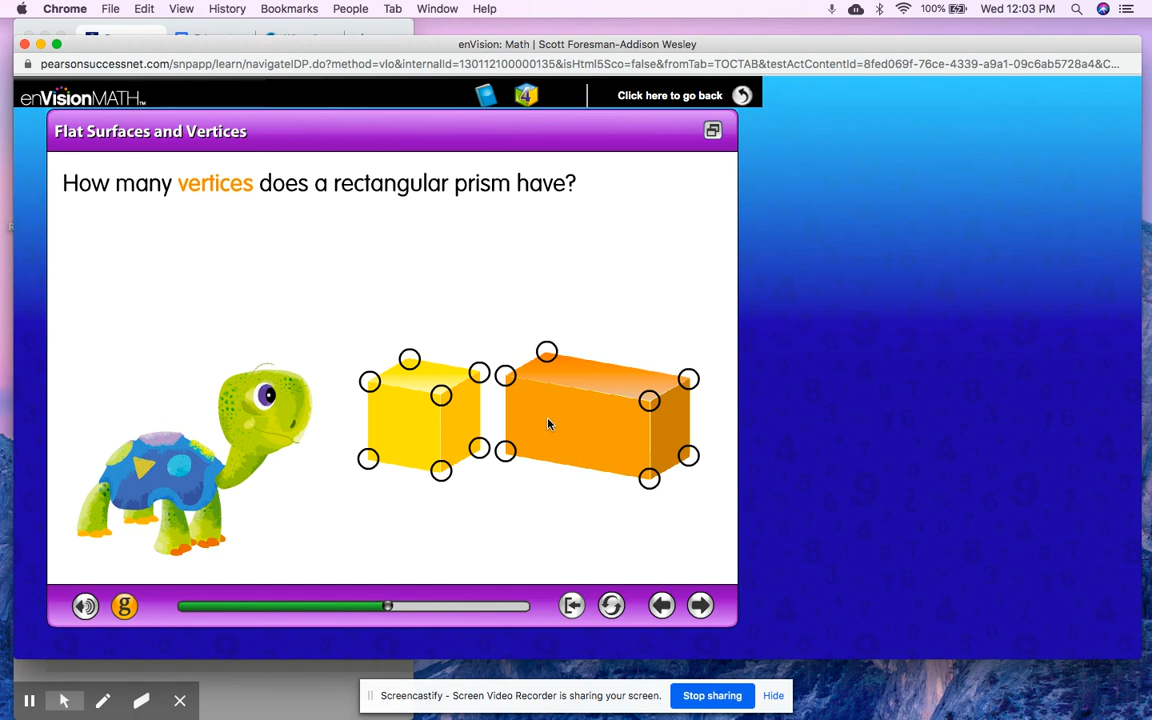 Chrome File Edit View History Bookmarks People Tab Window Help 100% Wed 12:03 PM
enVision: Math | Scott Foresman-Addison Wesley
pearsonsuccessnet.com/snpapp/learn/navigateIDP.do?method=vlo&internalId=130112100000135&isHtml5Sco=false&fromTab=TOCTAB&testActContentId=8fed069f-76ce-4339-a9a1-09c6ab5728a4&C...
enVisionMATH™ 4 Click here to go back
Flat Surfaces and Vertices
How many vertices does a rectangular prism have?
g
Screencastify - Screen Video Recorder is sharing your screen. Stop sharing Hide